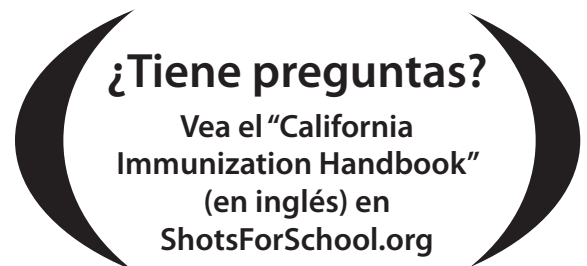 ¿Tiene preguntas?
Vea el “California
Immunization Handbook”
(en inglés) en
ShotsForSchool.org